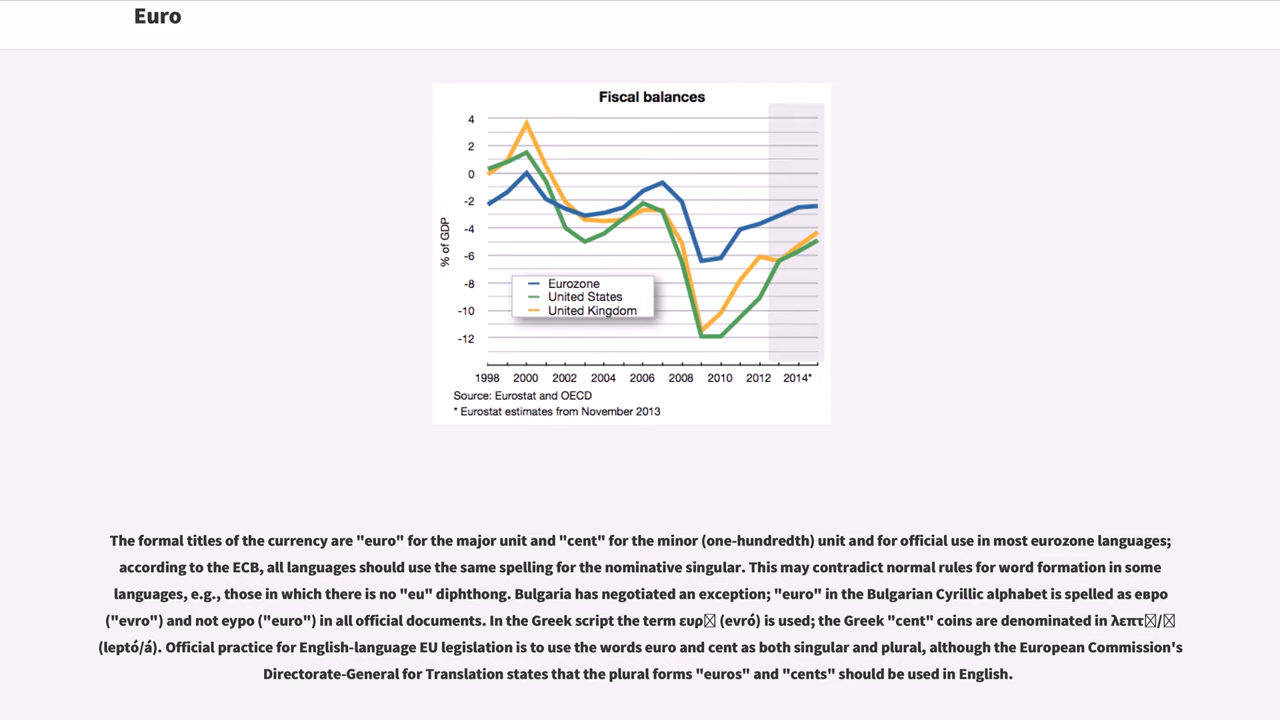 Euro
Fiscal balances
4
2
0
-2
-4
-6
-8
-10
-12
% of GDP
Eurozone
United States
United Kingdom
1998 2000 2002 2004 2006 2008 2010 2012 2014*
Source: Eurostat and OECD
* Eurostat estimates from November 2013
The formal titles of the currency are "euro" for the major unit and "cent" for the minor (one-hundredth) unit and for official use in most eurozone languages;
according to the ECB, all languages should use the same spelling for the nominative singular. This may contradict normal rules for word formation in some
languages, e.g., those in which there is no "eu" diphthong. Bulgaria has negotiated an exception; "euro" in the Bulgarian Cyrillic alphabet is spelled as eвро
("evro") and not eуро ("euro") in all official documents. In the Greek script the term ευρ (evró) is used; the Greek "cent" coins are denominated in λεπτ/
(leptó/á). Official practice for English-language EU legislation is to use the words euro and cent as both singular and plural, although the European Commission's
Directorate-General for Translation states that the plural forms "euros" and "cents" should be used in English.